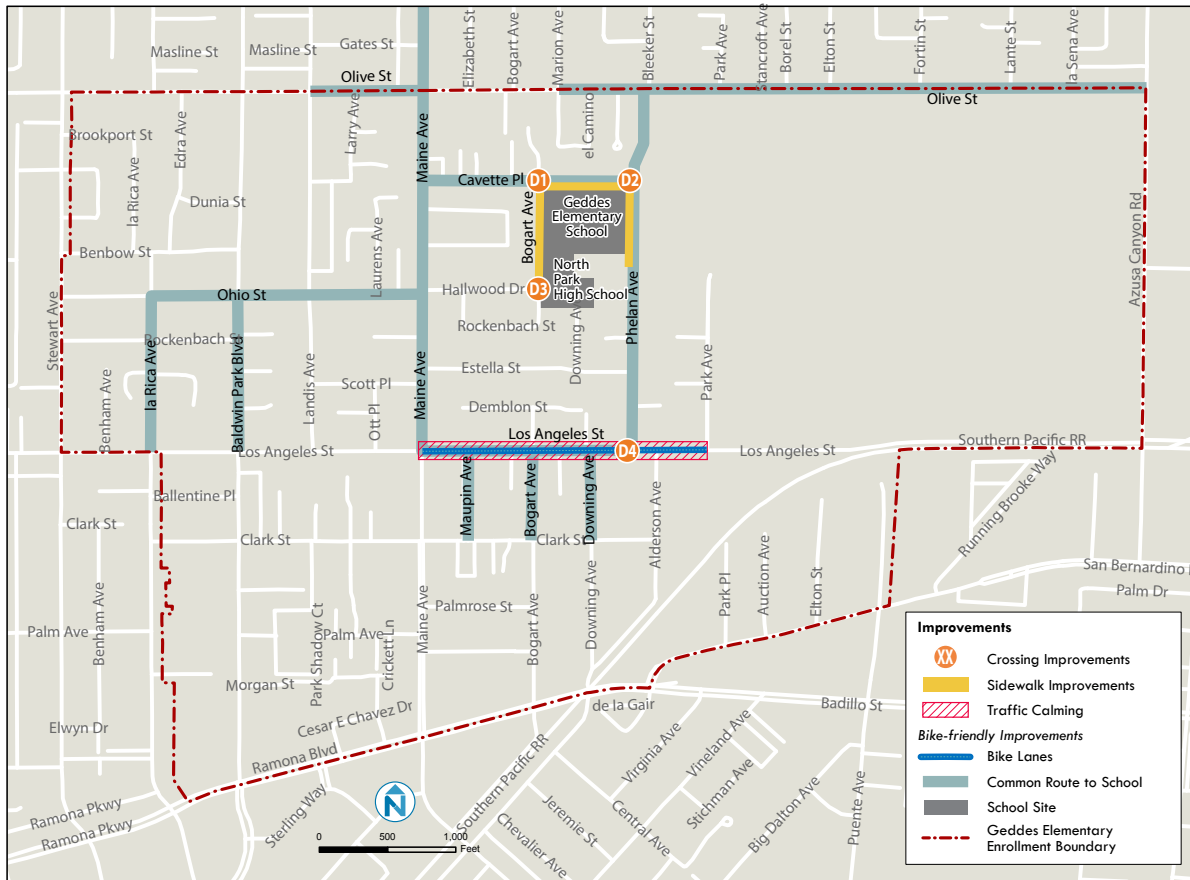 Masline St
Masline St
Gates St
Elizabeth St
Bogart Ave
Marion Ave
Bleeker St
Park Ave
Stancroft Ave
Borel St
Elton St
Fortin St
Lante St
la Sena Ave
Olive St
Olive St
Brookport St
la Rica Ave
Edra Ave
Larry Ave
Maine Ave
el Camino
Cavette Pl
D1
D2
Dunia St
Bogart Ave
Geddes
Elementary
School
Azusa Canyon Rd
Benbow St
Laurens Ave
North
Park
High School
Ohio St
Hallwood Dr
D3
Stewart Ave
Rockenbach St
Rockenbach St
Downing Av
Phelan Ave
la Rica Ave
Baldwin Park Blvd
Landis Ave
Scott Pl
Ott Pl
Maine Ave
Estella St
Park Ave
Benham Ave
Demblon St
Los Angeles St
Los Angeles St
D4
Los Angeles St
Southern Pacific RR
Ballentine Pl
Maupin Ave
Bogart Ave
Downing Ave
Alderson Ave
Running Brooke Way
Clark St
Clark St
Clark St
San Bernardino
Palm Dr
Benham Ave
Palm Ave
Park Shadow Ct
Palm Ave
Crickett Ln
Maine Ave
Palmrose St
Bogart Ave
Downing Ave
Park Pl
Auction Ave
Elton St
Morgan St
Elwyn Dr
Cesar E Chavez Dr
Ramona Blvd
de la Gair
Badillo St
Virginia Ave
Vineland Ave
Stichman Ave
Ramona Pkwy
Ramona Pkwy
Sterling Way
Southern Pacific RR
Jeremie St
Chevalier Ave
Central Ave
Big Dalton Ave
Puente Ave
N
0 500 1,000
Feet
Improvements
XX Crossing Improvements
Sidewalk Improvements
Traffic Calming
Bike-friendly Improvements
Bike Lanes
Common Route to School
School Site
Geddes Elementary
Enrollment Boundary